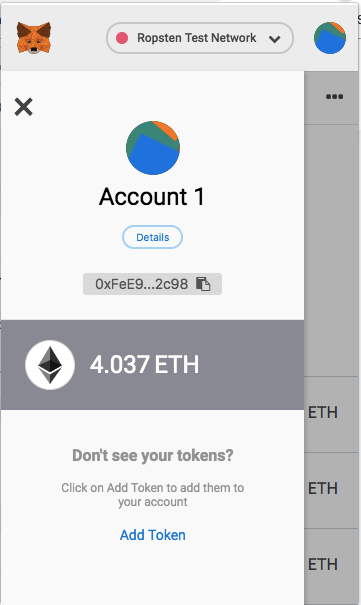 Ropsten Test Network
Account 1
Details
0xFeE9...2c98
4.037 ETH
ETH
Don't see your tokens?
Click on Add Token to add them to
your account
ETH
Add Token
ETH